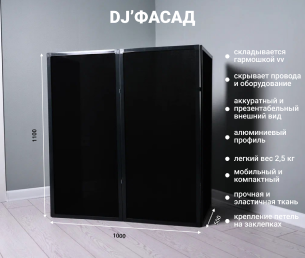 DJ'ФАСАД
складывается
гармошкой vv
скрывает провода
и оборудование
аккуратный и
презентабельный
внешний вид
алюминиевый
профиль
легкий вес 2,5 кг
мобильный и
компактный
прочная и
эластичная ткань
крепление петель
на заклепках
1100
1000